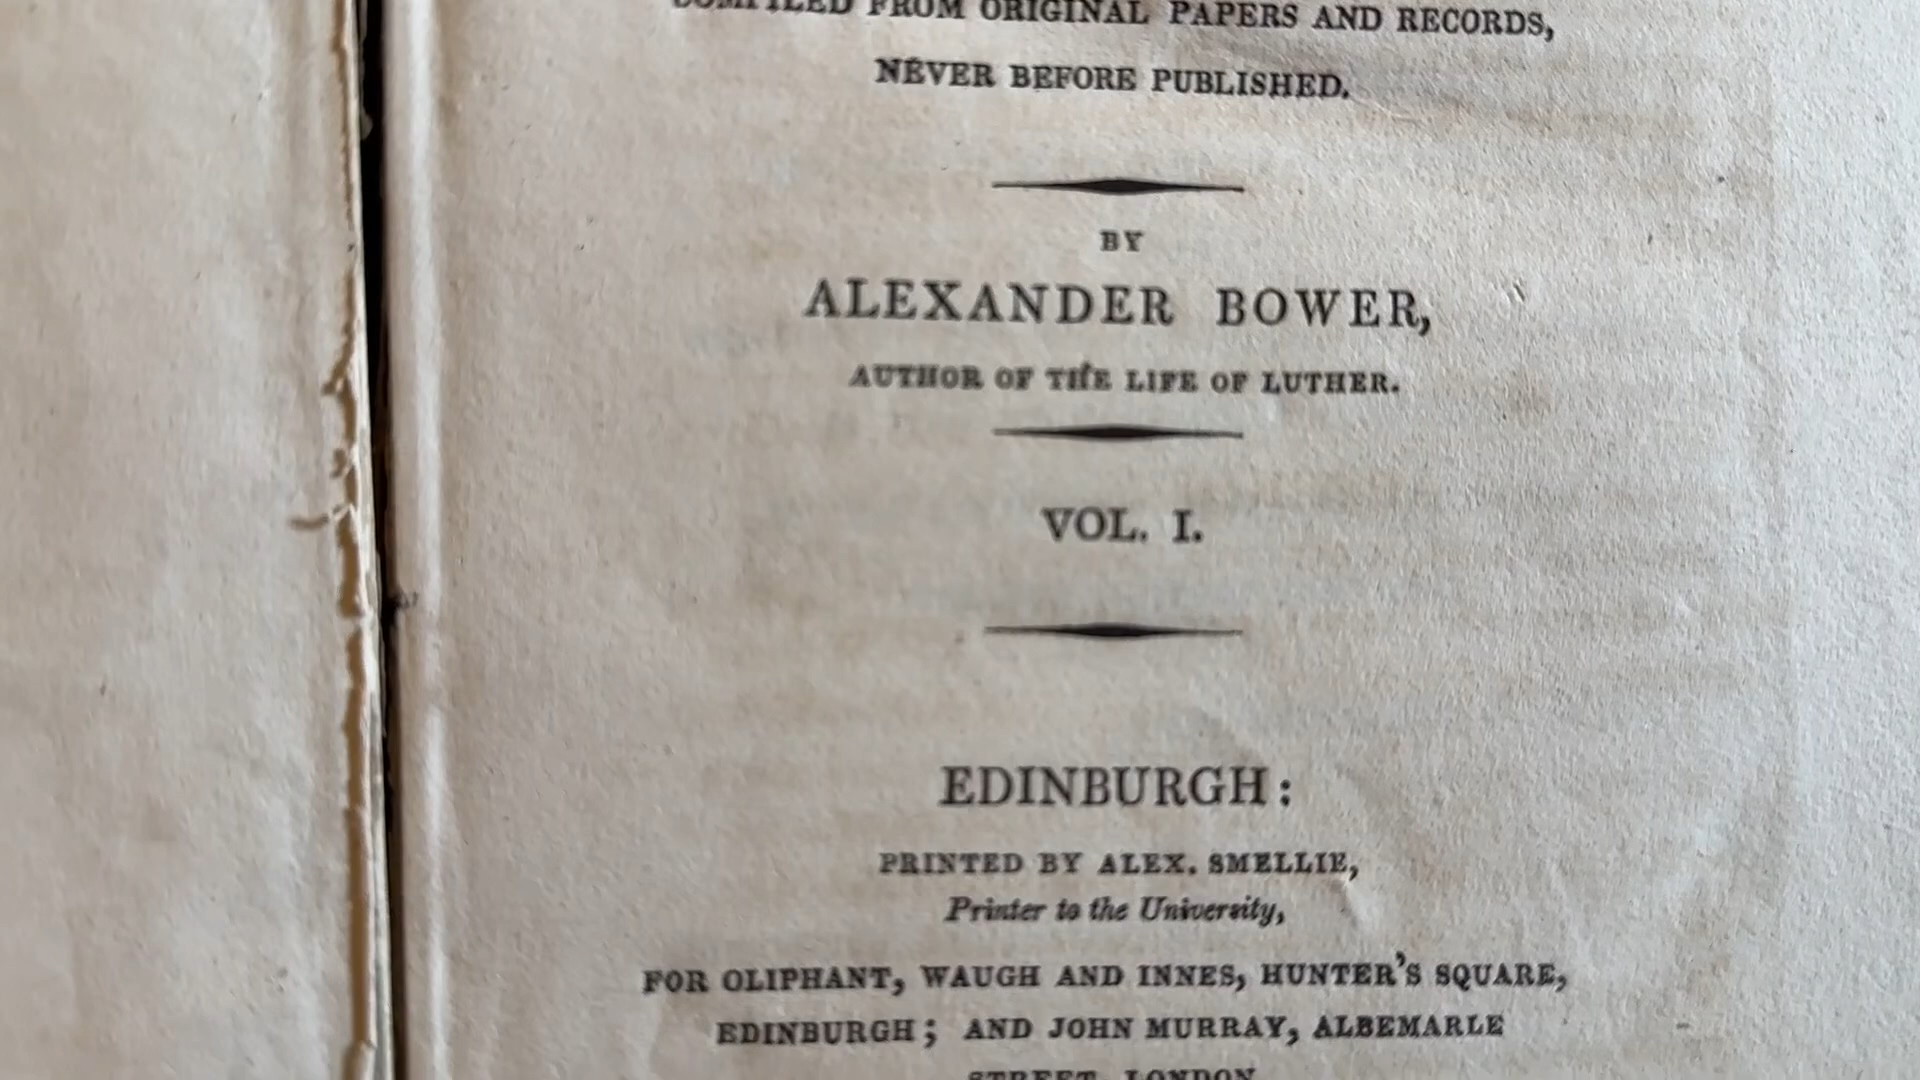 COMPILED FROM ORIGINAL PAPERS AND RECORDS,
NEVER BEFORE PUBLISHED.
BY
ALEXANDER BOWER,
AUTHOR OF THE LIFE OF LUTHER.
VOL. I.
EDINBURGH:
PRINTED BY ALEX. SMELLIE,
Printer to the University,
FOR OLIPHANT, WAUGH AND INNES, HUNTER'S SQUARE,
EDINBURGH; AND JOHN MURRAY, ALBEMARLE
STREET, LONDON